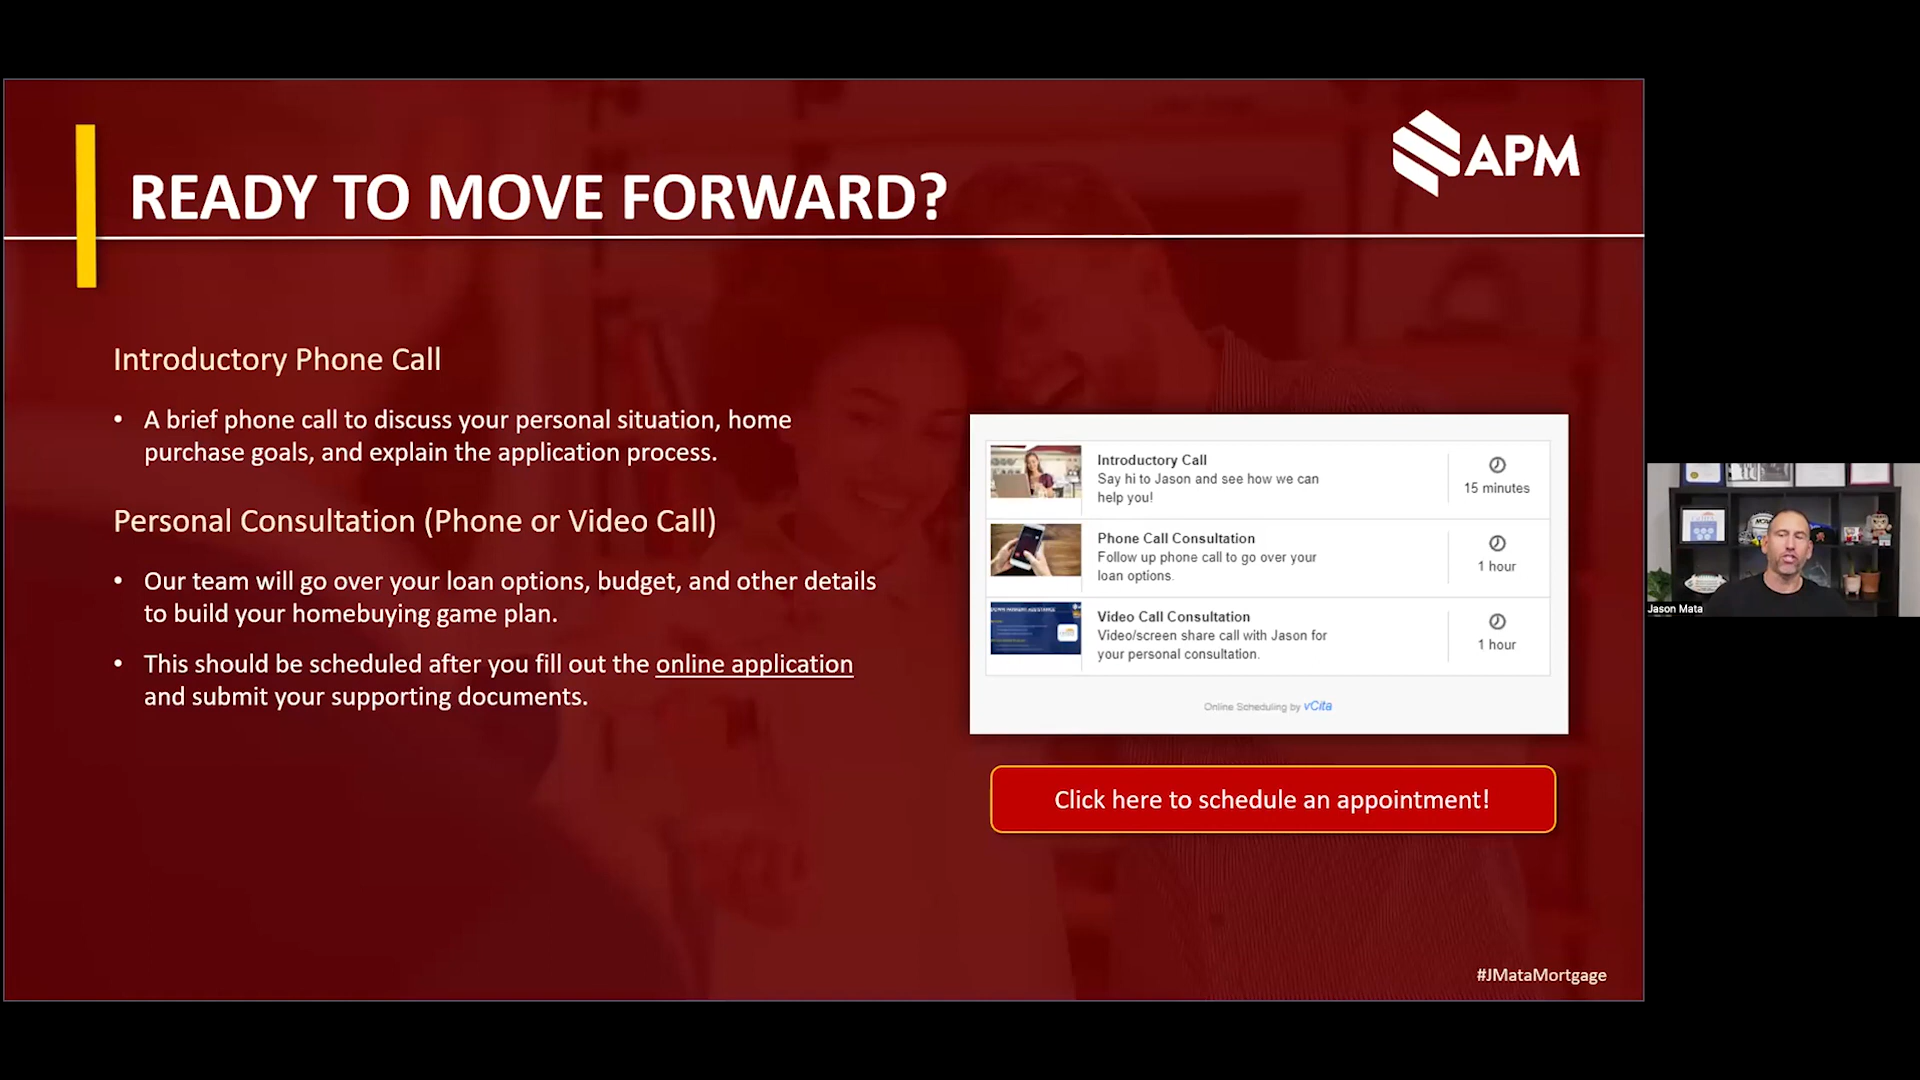 APM
READY TO MOVE FORWARD?
Introductory Phone Call
• A brief phone call to discuss your personal situation, home
purchase goals, and explain the application process.
Personal Consultation (Phone or Video Call)
• Our team will go over your loan options, budget, and other details
to build your homebuying game plan.
• This should be scheduled after you fill out the online application
and submit your supporting documents.
Introductory Call
Say hi to Jason and see how we can
help you!
15 minutes
Phone Call Consultation
Follow up phone call to go over your
loan options.
1 hour
Video Call Consultation
Video/screen share call with Jason for
your personal consultation.
1 hour
Online Scheduling by vCita
Click here to schedule an appointment!
#JMataMortgage
Jason Mata